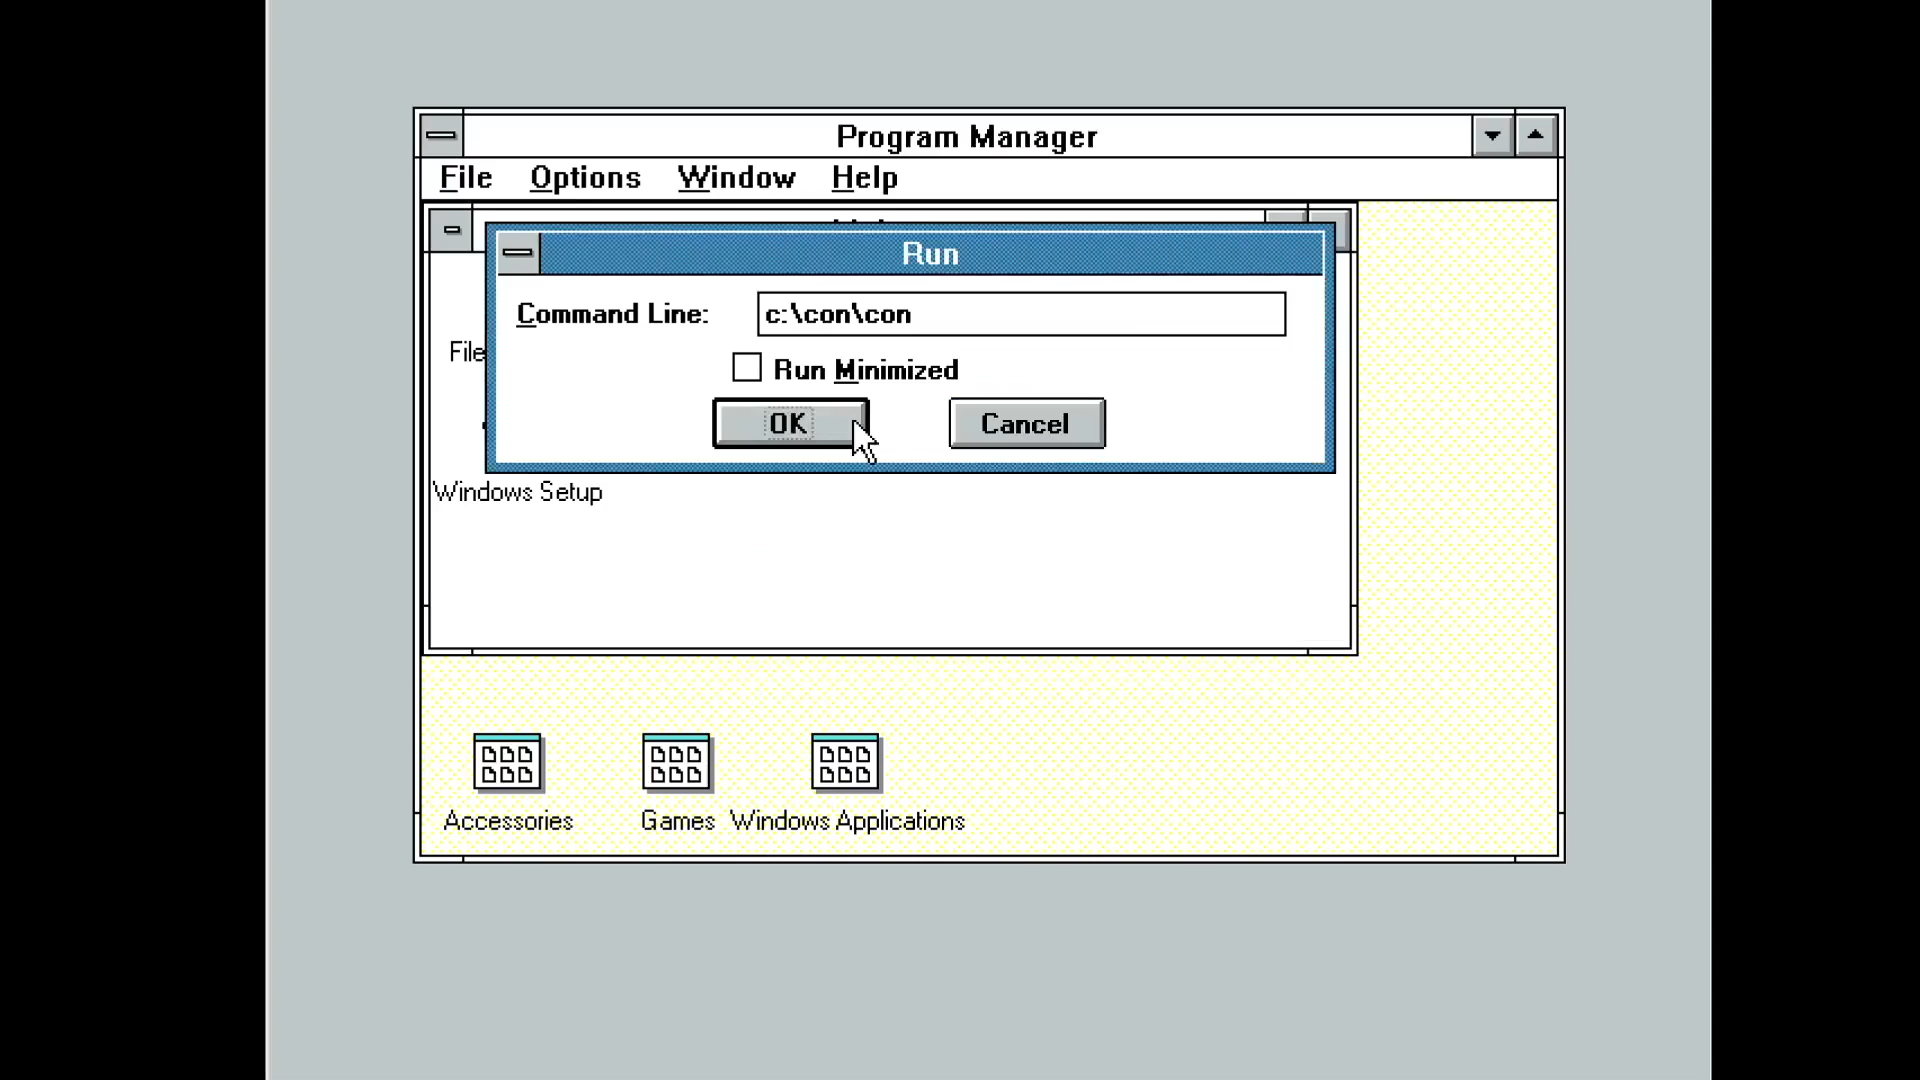 Program Manager
File Options Window Help
Run
Command Line: c:\con\con
Run Minimized
OK Cancel
File
Windows Setup
Accessories Games Windows Applications